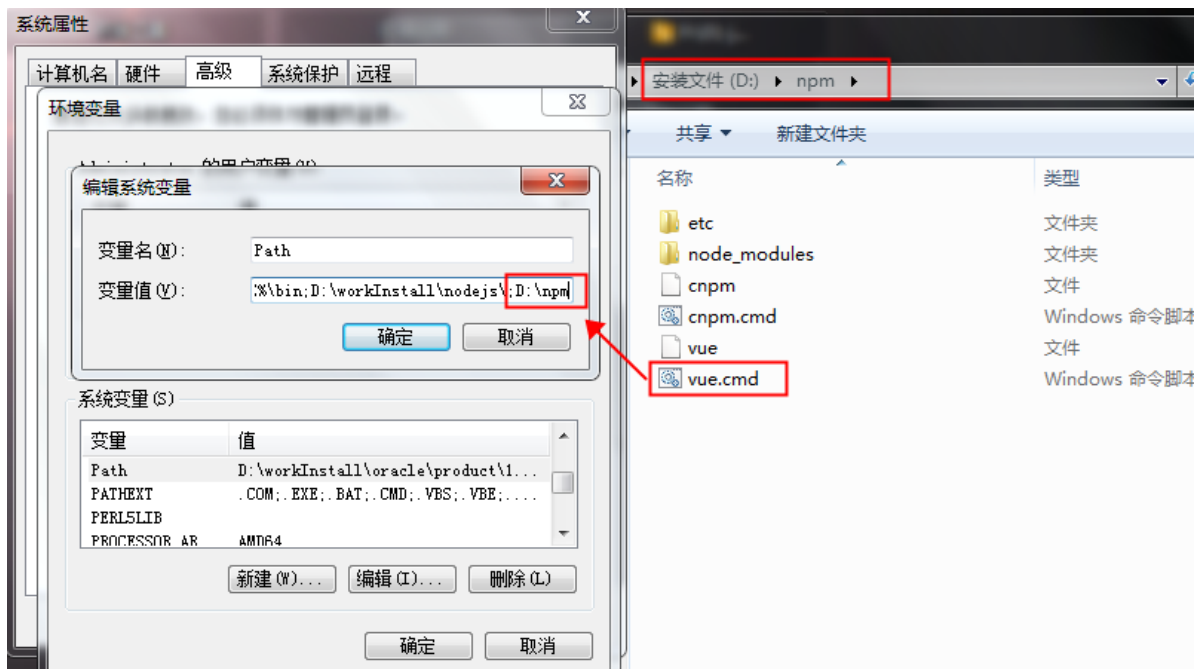 系统属性
计算机名 硬件 高级 系统保护 远程
环境变量
编辑系统变量
变量名(N):
Path
变量值(V):
%\bin;D:\workInstall\nodejs\;D:\npm
确定 取消
系统变量(S)
变量 值
Path D:\workInstall\oracle\product\1...
PATHEXT .COM;.EXE;.BAT;.CMD;.VBS;.VBE;....
PERL5LIB
PROCESSOR_AR AMD64
新建(W)... 编辑(I)... 删除(L)
确定 取消
安装文件 (D:) npm
共享 新建文件夹
名称 类型
etc 文件夹
node_modules 文件夹
cnpm 文件
cnpm.cmd Windows 命令脚本
vue 文件
vue.cmd Windows 命令脚本